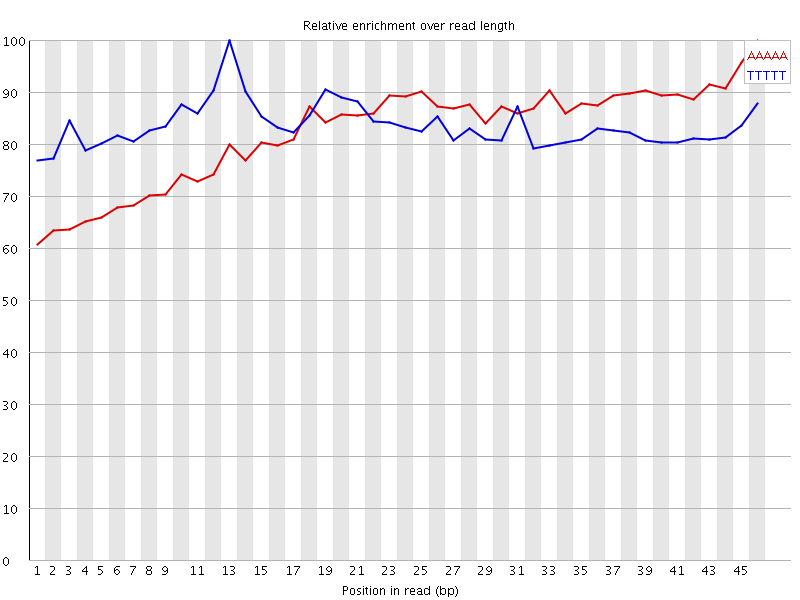 Relative enrichment over read length
AAAAA
TTTTT
100
90
80
70
60
50
40
30
20
10
0
1 2 3 4 5 6 7 8 9 11 13 15 17 19 21 23 25 27 29 31 33 35 37 39 41 43 45
Position in read (bp)